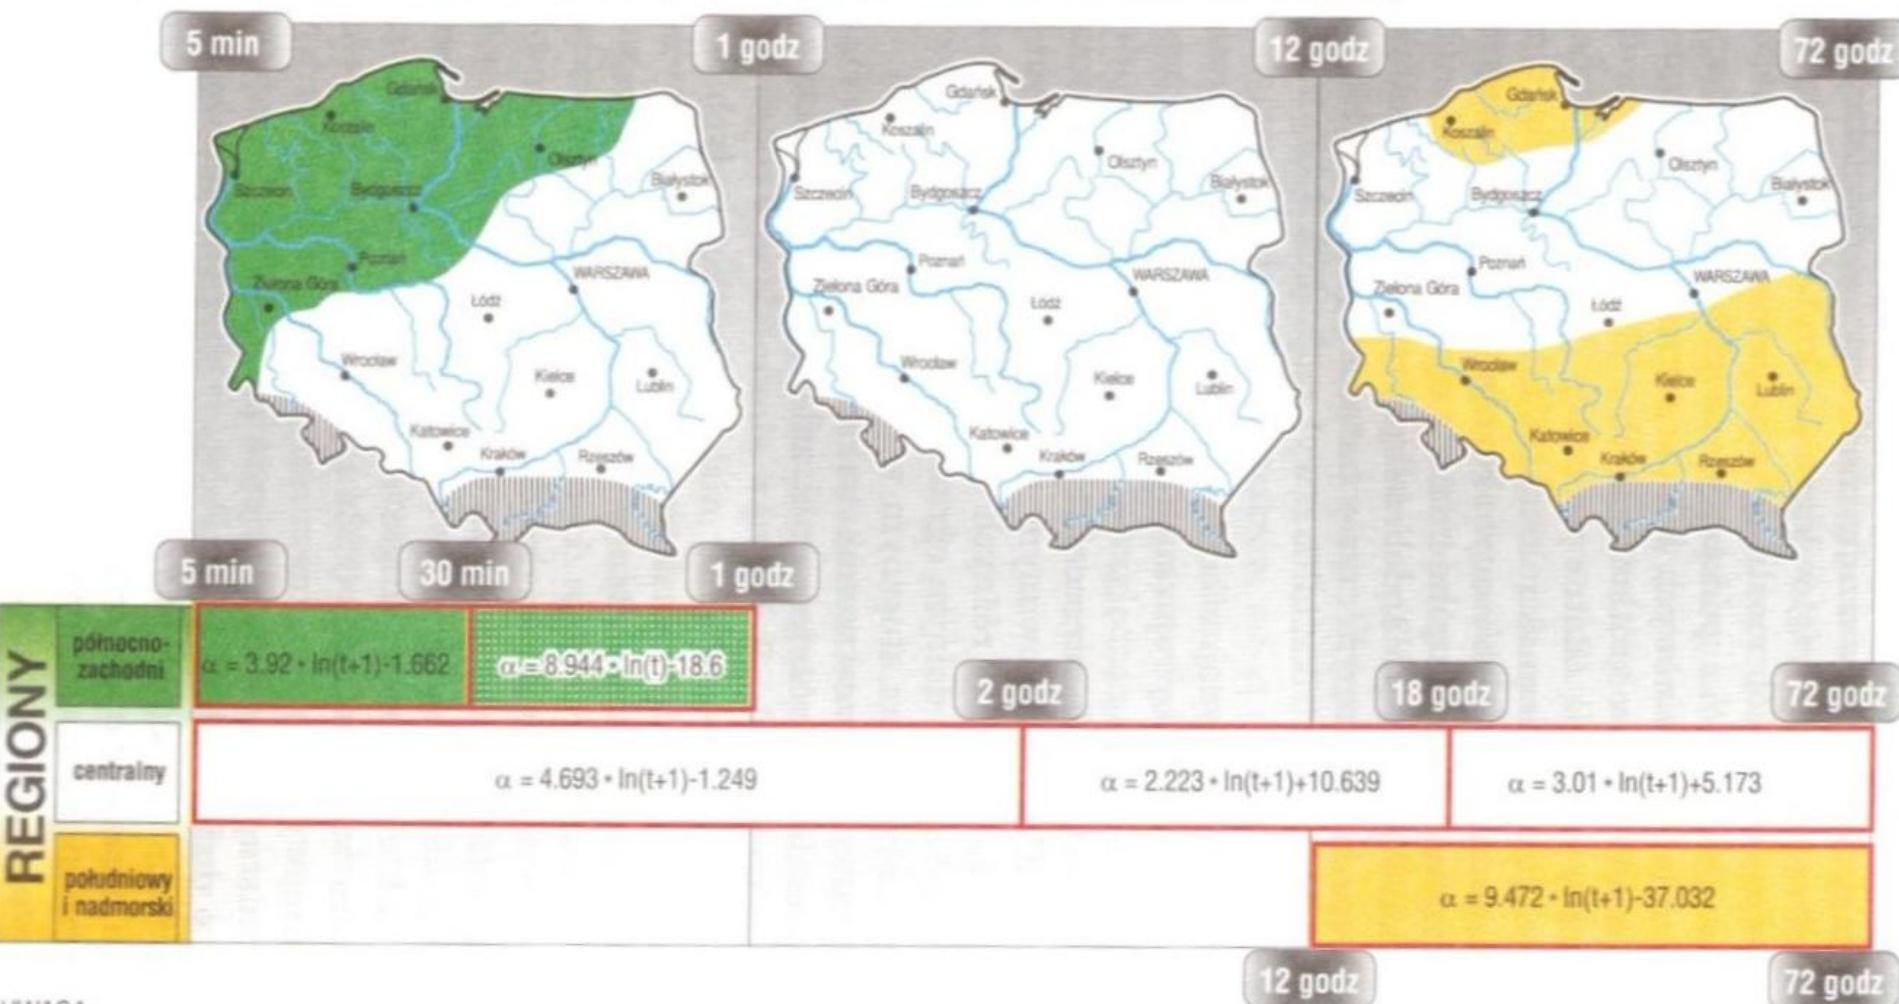 5 min
1 godz
12 godz
72 godz
Gdańsk
Koszalin
Olsztyn
Szczecin
Bydgoszcz
Białystok
Poznań
Zielona Góra
WARSZAWA
Łódź
Wrocław
Kielce
Lublin
Katowice
Kraków
Rzeszów
Gdańsk
Koszalin
Olsztyn
Szczecin
Bydgoszcz
Białystok
Poznań
Zielona Góra
WARSZAWA
Łódź
Wrocław
Kielce
Lublin
Katowice
Kraków
Rzeszów
Gdańsk
Koszalin
Olsztyn
Szczecin
Bydgoszcz
Białystok
Poznań
Zielona Góra
WARSZAWA
Łódź
Wrocław
Kielce
Lublin
Katowice
Kraków
Rzeszów
5 min
30 min
1 godz
REGIONY
północno-
zachodni
α = 3.92 • ln(t+1)-1.662
α = 8.944 • ln(t)-18.6
2 godz
18 godz
72 godz
centralny
α = 4.693 • ln(t+1)-1.249
α = 2.223 • ln(t+1)+10.639
α = 3.01 • ln(t+1)+5.173
południowy
i nadmorski
α = 9.472 • ln(t+1)-37.032
12 godz
72 godz